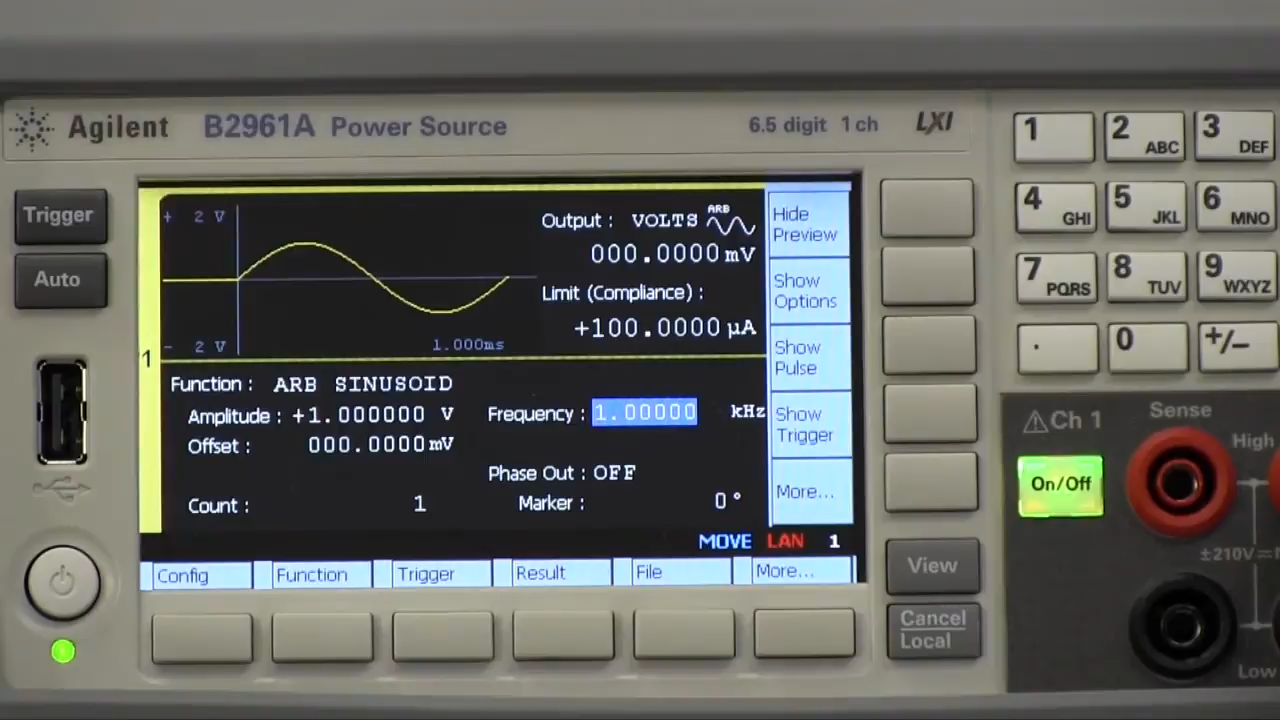 Agilent B2961A Power Source 6.5 digit 1 ch LXI
Trigger
Auto
+ 2 V
- 2 V
1.000ms
1
Output : VOLTS ARB
000.0000 mV
Limit (Compliance) :
+100.0000 µA
Function : ARB SINUSOID
Amplitude : +1.000000 V
Offset : 000.0000 mV
Count : 1
Frequency : 1.00000 kHz
Phase Out : OFF
Marker : 0 °
MOVE LAN 1
Hide
Preview
Show
Options
Show
Pulse
Show
Trigger
More...
Config Function Trigger Result File More...
View
Cancel
Local
1 2 ABC 3 DEF
4 GHI 5 JKL 6 MNO
7 PQRS 8 TUV 9 WXYZ
. 0 +/−
Ch 1 Sense
High
On/Off
±210V
Low